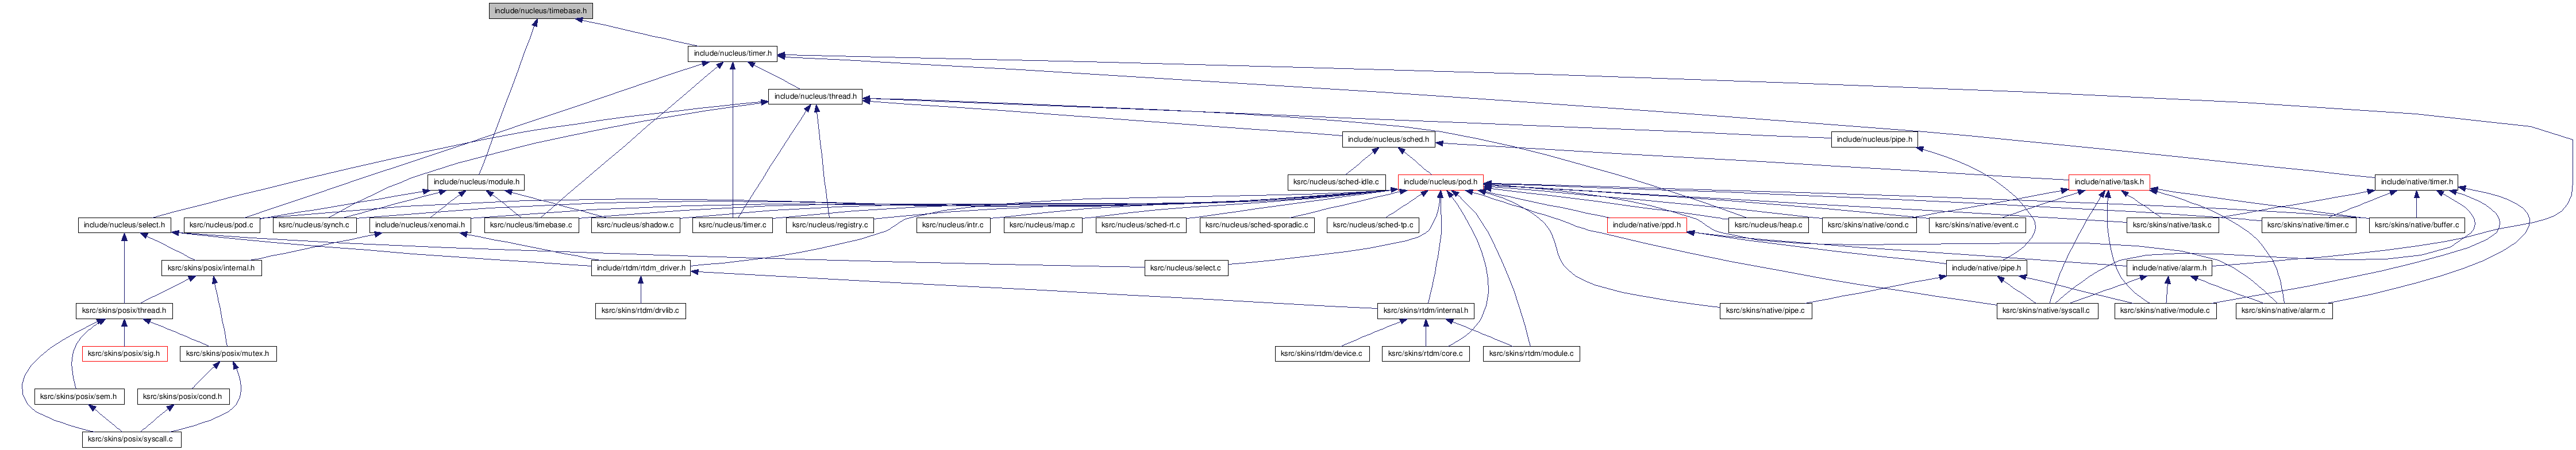 include/nucleus/timebase.h
include/nucleus/timer.h
include/nucleus/thread.h
include/nucleus/sched.h
include/nucleus/pipe.h
include/nucleus/module.h
ksrc/nucleus/sched-idle.c
include/nucleus/pod.h
include/native/task.h
include/native/timer.h
include/nucleus/select.h
ksrc/nucleus/pod.c
ksrc/nucleus/synch.c
include/nucleus/xenomai.h
ksrc/nucleus/timebase.c
ksrc/nucleus/shadow.c
ksrc/nucleus/timer.c
ksrc/nucleus/registry.c
ksrc/nucleus/intr.c
ksrc/nucleus/map.c
ksrc/nucleus/sched-rt.c
ksrc/nucleus/sched-sporadic.c
ksrc/nucleus/sched-tp.c
include/native/ppd.h
ksrc/nucleus/heap.c
ksrc/skins/native/cond.c
ksrc/skins/native/event.c
ksrc/skins/native/task.c
ksrc/skins/native/timer.c
ksrc/skins/native/buffer.c
ksrc/skins/posix/internal.h
include/rtdm/rtdm_driver.h
ksrc/nucleus/select.c
include/native/pipe.h
include/native/alarm.h
ksrc/skins/posix/thread.h
ksrc/skins/rtdm/drvlib.c
ksrc/skins/rtdm/internal.h
ksrc/skins/native/pipe.c
ksrc/skins/native/syscall.c
ksrc/skins/native/module.c
ksrc/skins/native/alarm.c
ksrc/skins/posix/sig.h
ksrc/skins/posix/mutex.h
ksrc/skins/rtdm/device.c
ksrc/skins/rtdm/core.c
ksrc/skins/rtdm/module.c
ksrc/skins/posix/sem.h
ksrc/skins/posix/cond.h
ksrc/skins/posix/syscall.c